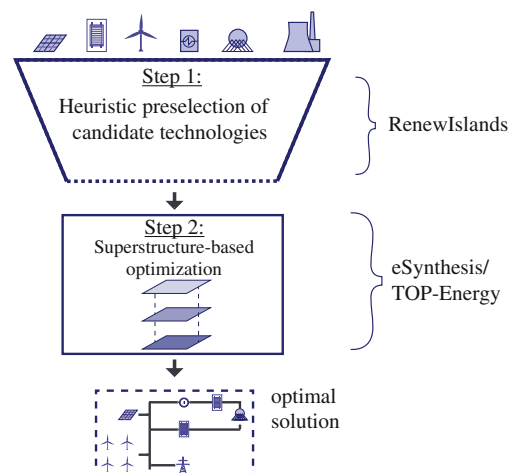 Step 1:
Heuristic preselection of
candidate technologies
RenewIslands
Step 2:
Superstructure-based
optimization
eSynthesis/
TOP-Energy
optimal
solution